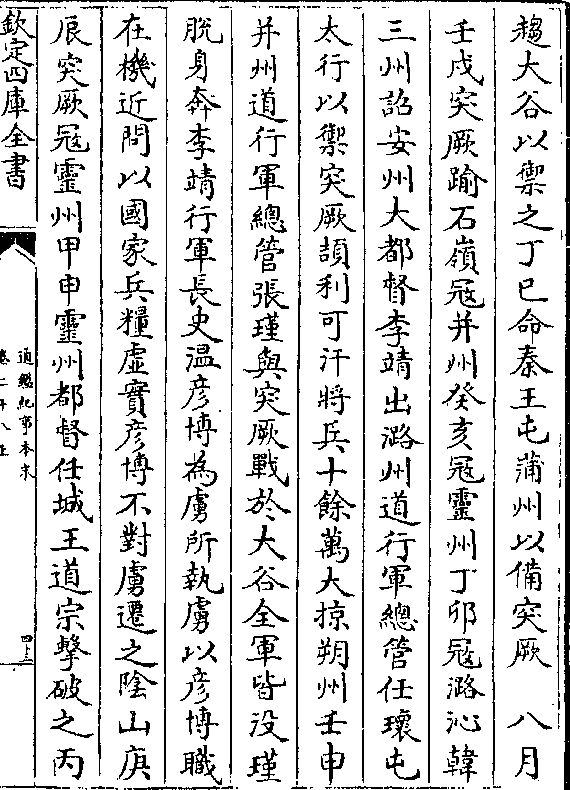 趨大谷以禦之丁巳命秦王屯蒲州以備突厥　八月
壬戌突厥踰石嶺寇并州癸亥寇靈州丁卯寇潞沁韓
三州詔安州大都督李靖出潞州道行軍總管任瓌屯
太行以禦突厥頡利可汗將兵十餘萬大掠朔州壬申
并州道行軍總管張瑾與突厥戰於大谷全軍皆没瑾
脱身奔李靖行軍長史温彦博為虜所執虜以彦博職
在機近問以國家兵糧虛實彦博不對虜遷之隂山庚
辰突厥寇靈州甲申靈州都督任城王道宗擊破之丙
欽定四庫全書
通鑑紀事本末
卷二十八上